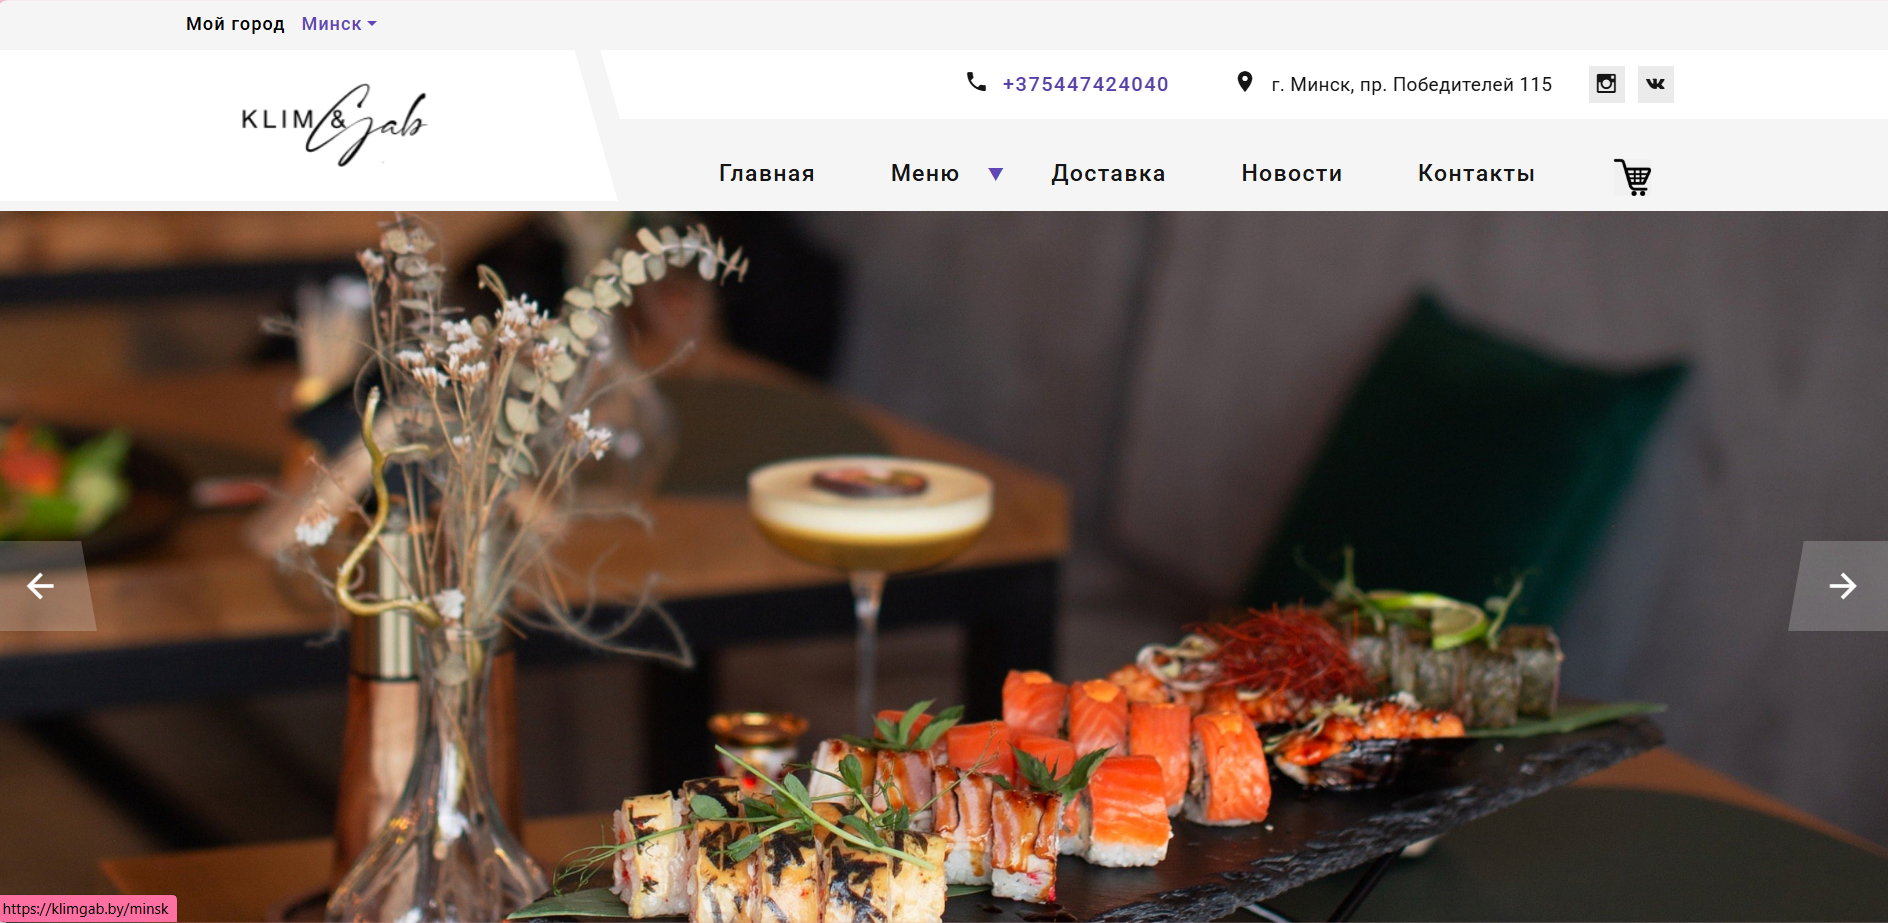 Мой город Минск
KLIM & Gab
+375447424040 г. Минск, пр. Победителей 115
Главная Меню Доставка Новости Контакты
https://klimgab.by/minsk